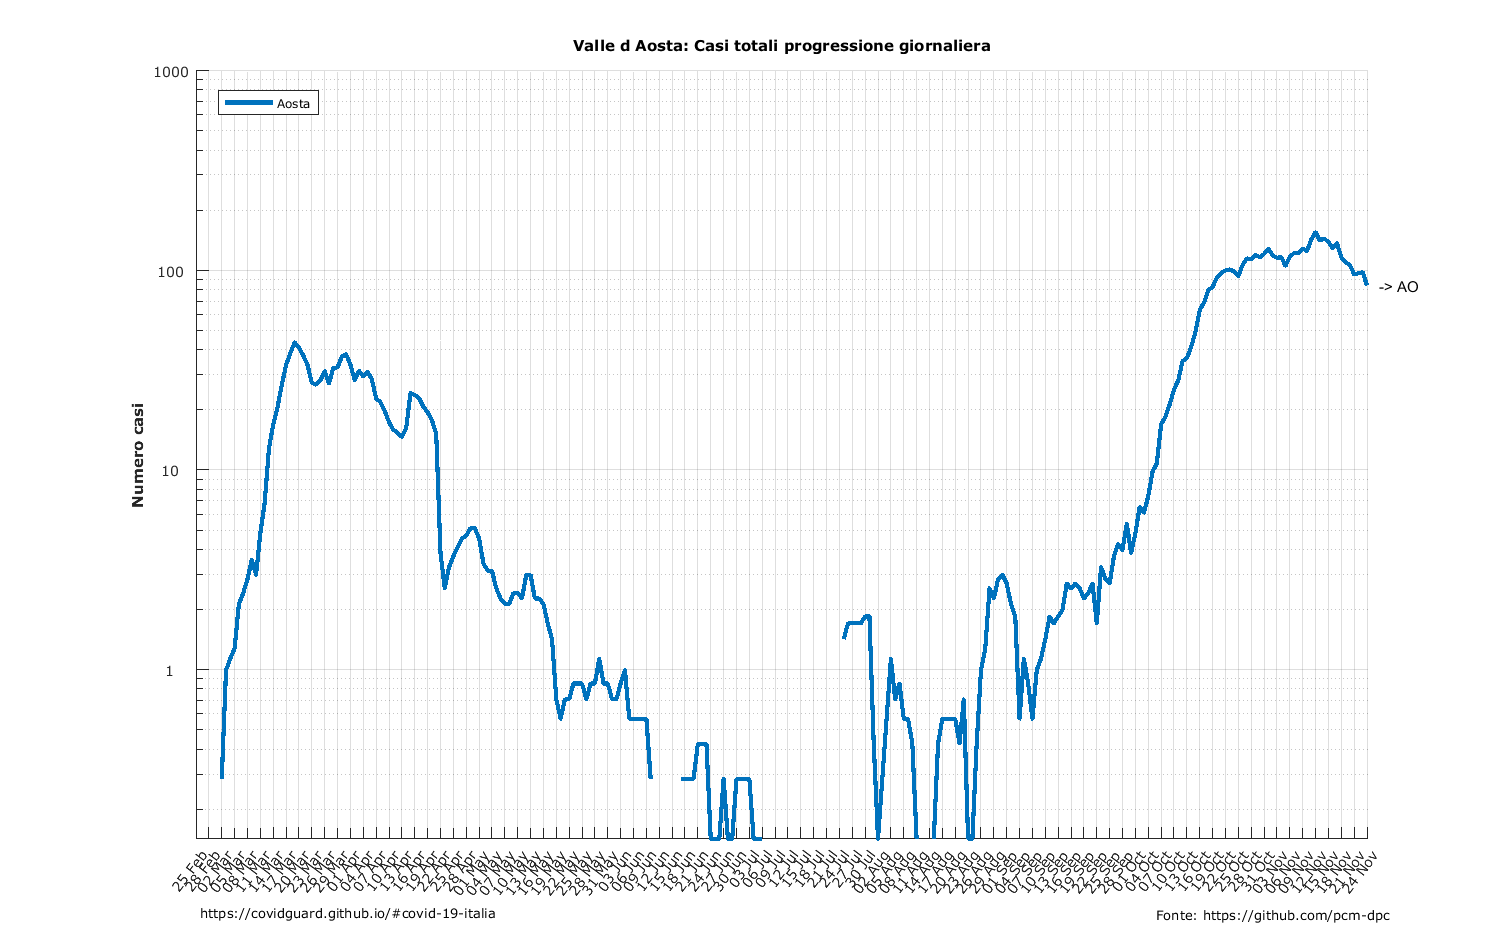 Valle d Aosta: Casi totali progressione giornaliera
Aosta
1000
100
10
1
Numero casi
-> AO
25 Feb
28 Feb
02 Mar
05 Mar
08 Mar
11 Mar
14 Mar
17 Mar
20 Mar
23 Mar
26 Mar
29 Mar
01 Apr
04 Apr
07 Apr
10 Apr
13 Apr
16 Apr
19 Apr
22 Apr
25 Apr
28 Apr
01 May
04 May
07 May
10 May
13 May
16 May
19 May
22 May
25 May
28 May
31 May
03 Jun
06 Jun
09 Jun
12 Jun
15 Jun
18 Jun
21 Jun
24 Jun
27 Jun
30 Jun
03 Jul
06 Jul
09 Jul
12 Jul
15 Jul
18 Jul
21 Jul
24 Jul
27 Jul
30 Jul
02 Aug
05 Aug
08 Aug
11 Aug
14 Aug
17 Aug
20 Aug
23 Aug
26 Aug
29 Aug
01 Sep
04 Sep
07 Sep
10 Sep
13 Sep
16 Sep
19 Sep
22 Sep
25 Sep
28 Sep
01 Oct
04 Oct
07 Oct
10 Oct
13 Oct
16 Oct
19 Oct
22 Oct
25 Oct
28 Oct
31 Oct
03 Nov
06 Nov
09 Nov
12 Nov
15 Nov
18 Nov
21 Nov
24 Nov
https://covidguard.github.io/#covid-19-italia
Fonte: https://github.com/pcm-dpc